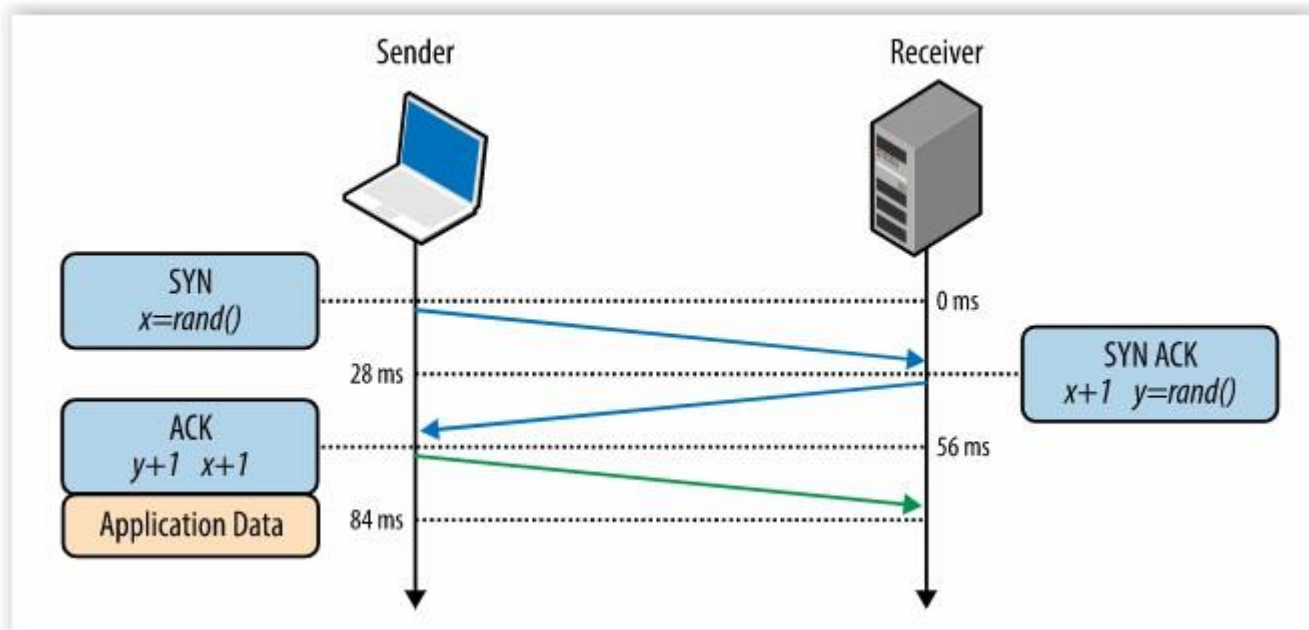 Sender
Receiver
SYN
x=rand()
0 ms
28 ms
SYN ACK
x+1 y=rand()
ACK
y+1 x+1
56 ms
Application Data
84 ms